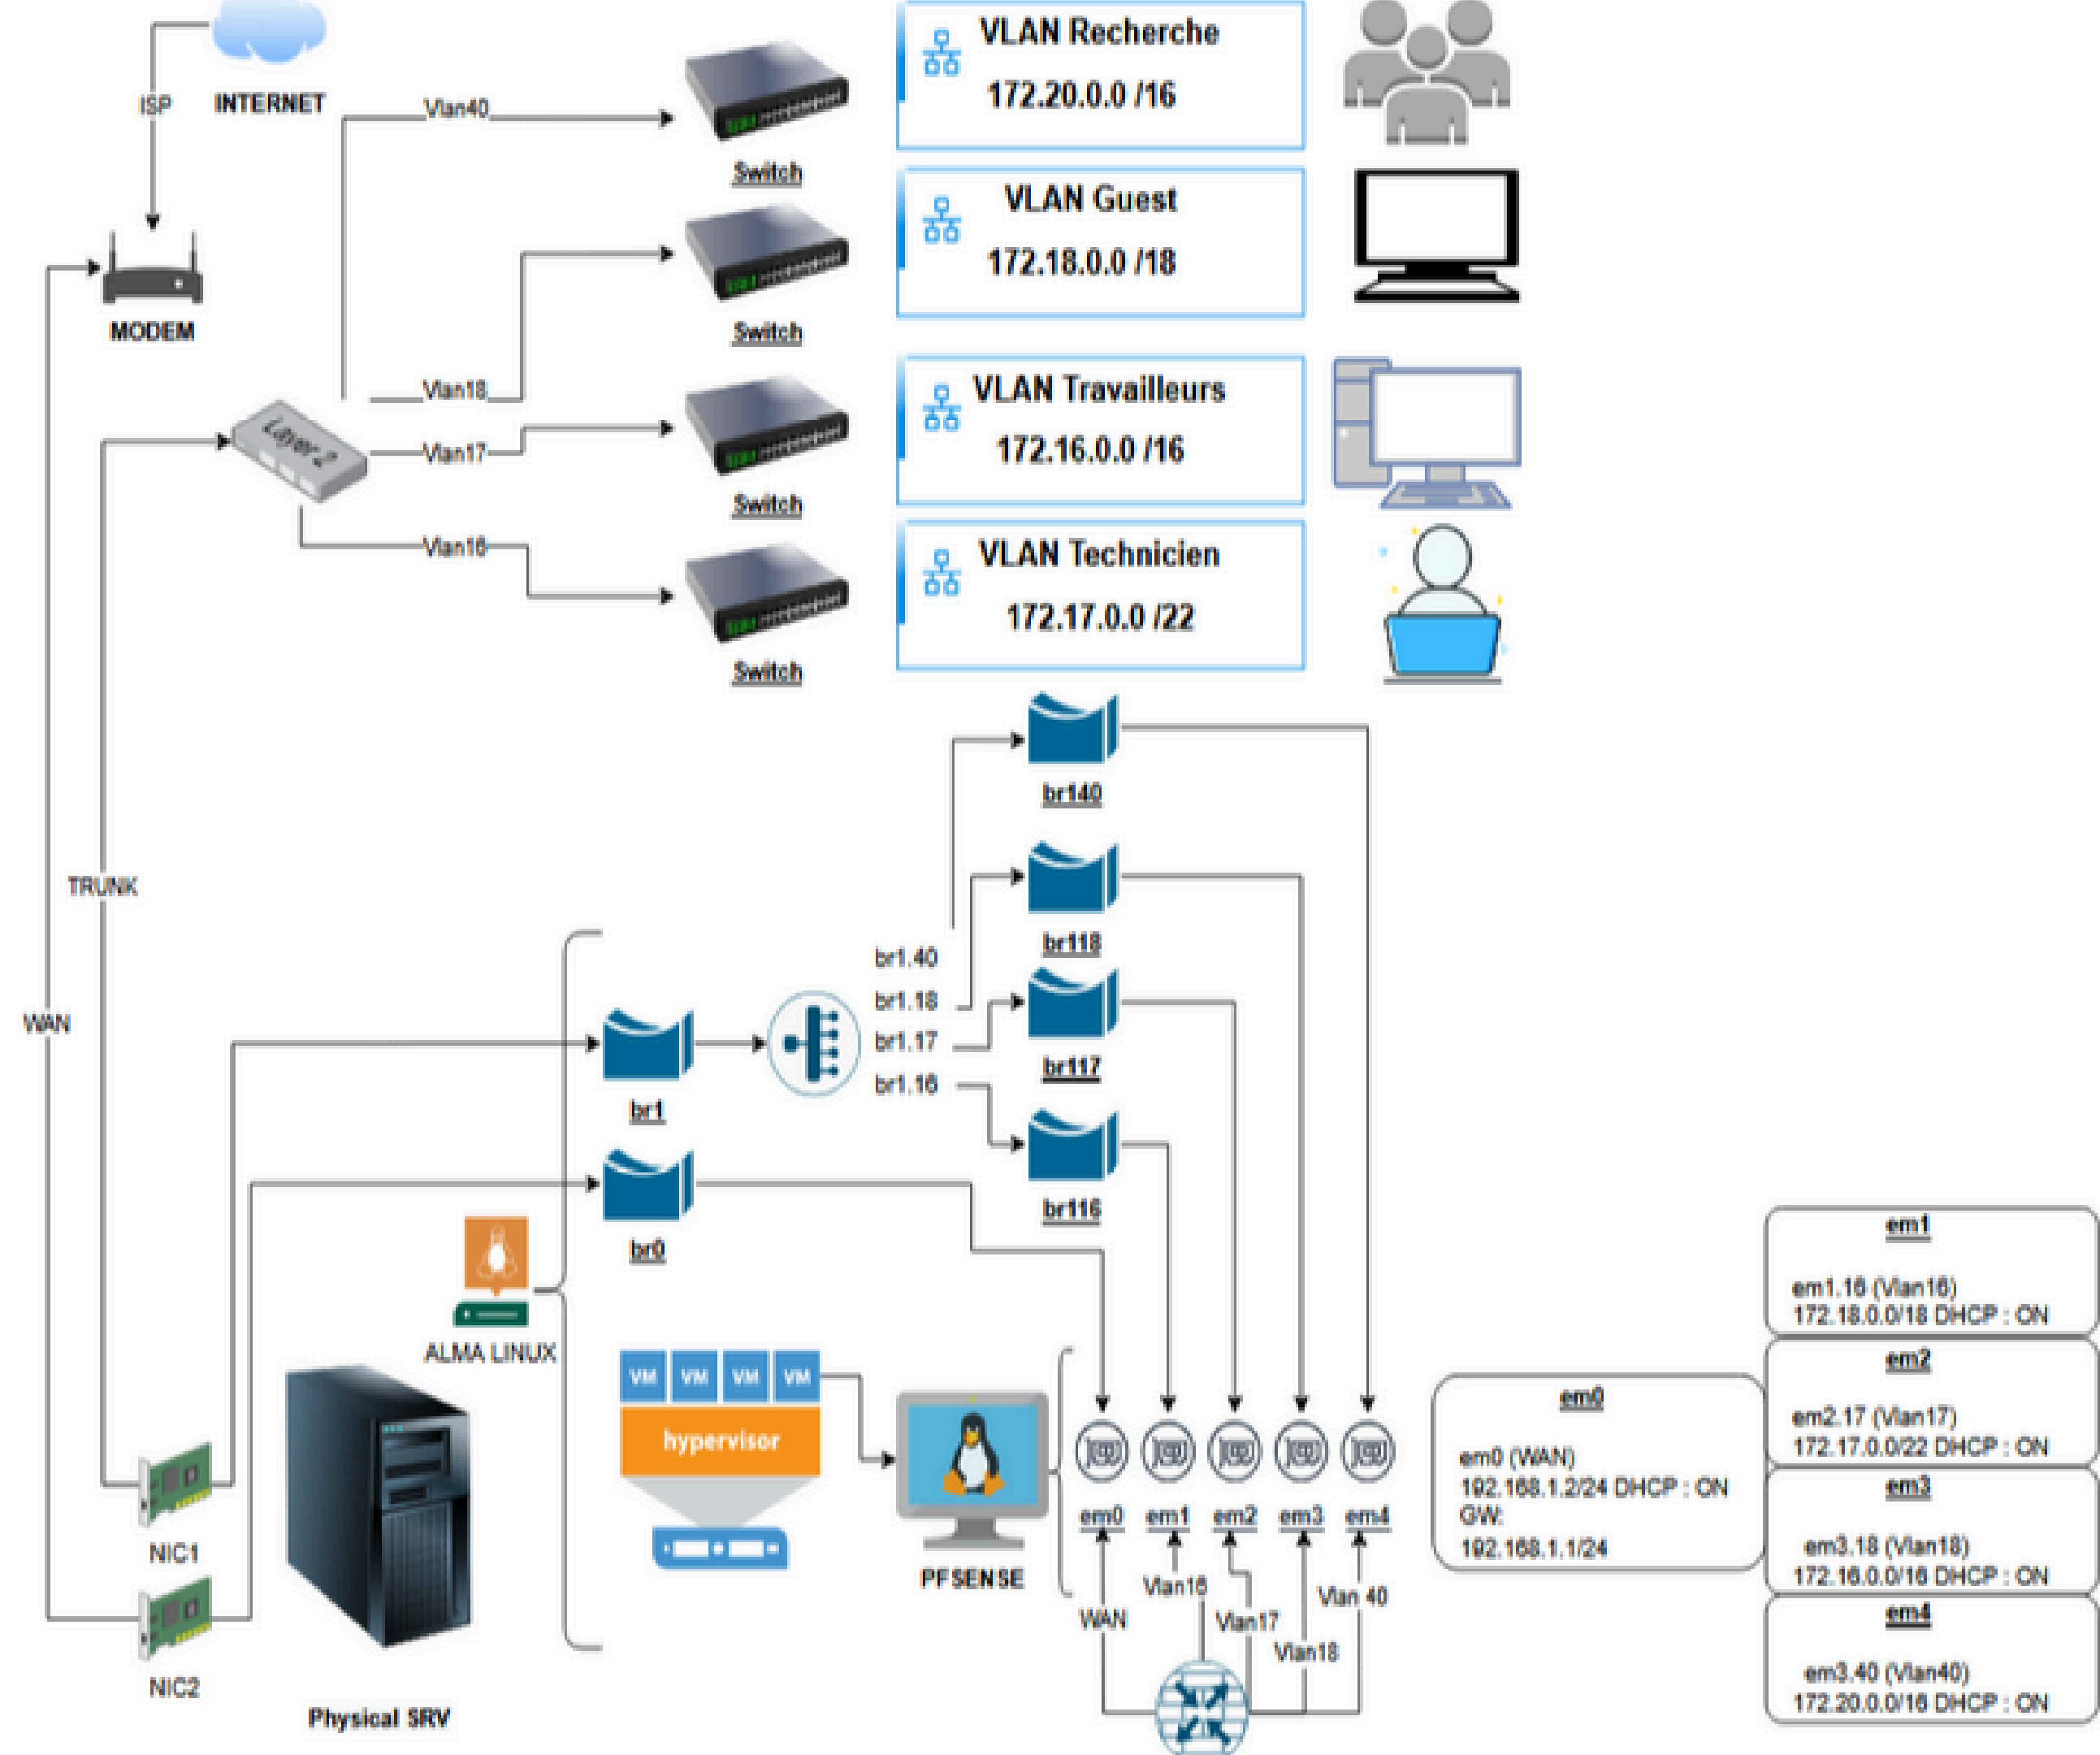 INTERNET
ISP
MODEM
Vlan40
Switch
VLAN Recherche
172.20.0.0 /16
Vlan18
Switch
VLAN Guest
172.18.0.0 /18
Layer 2
Vlan17
Switch
VLAN Travailleurs
172.16.0.0 /16
Vlan16
Switch
VLAN Technicien
172.17.0.0 /22
TRUNK
WAN
br140
br118
br117
br116
br1.40
br1.18
br1.17
br1.16
br1
br0
ALMA LINUX
VM VM VM VM
hypervisor
PFSENSE
em0 em1 em2 em3 em4
WAN
Vlan16
Vlan17
Vlan18
Vlan 40
NIC1
NIC2
Physical SRV
em0
em0 (WAN)
192.168.1.2/24 DHCP : ON
GW:
192.168.1.1/24
em1
em1.16 (Vlan16)
172.18.0.0/18 DHCP : ON
em2
em2.17 (Vlan17)
172.17.0.0/22 DHCP : ON
em3
em3.18 (Vlan18)
172.16.0.0/16 DHCP : ON
em4
em3.40 (Vlan40)
172.20.0.0/16 DHCP : ON